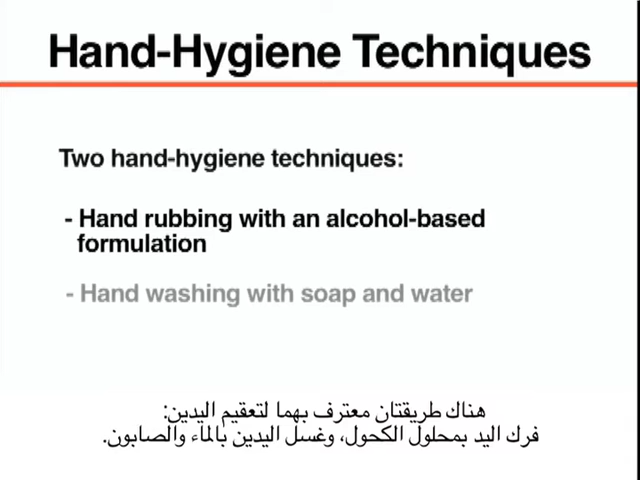 Hand-Hygiene Techniques
Two hand-hygiene techniques:
- Hand rubbing with an alcohol-based
formulation
- Hand washing with soap and water
هناك طريقتان معترف بهما لتعقيم اليدين:
فرك اليد بمحلول الكحول، وغسل اليدين بالماء والصابون.